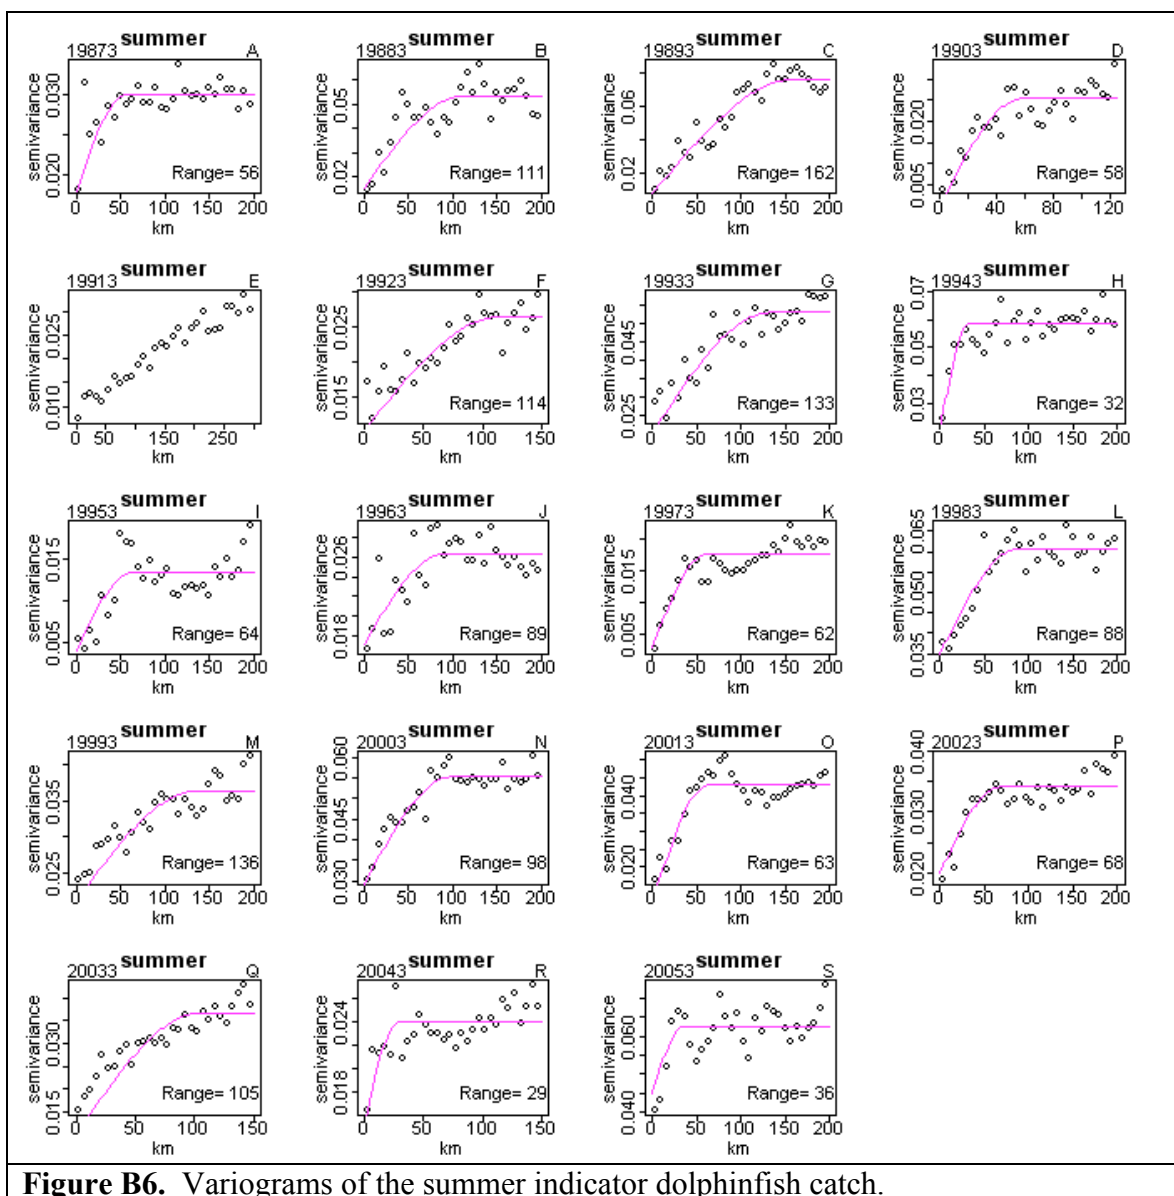 summer
19873 A
semivariance
0.020 0.030
Range= 56
0 50 100 150 200
km
summer
19883 B
semivariance
0.02 0.05
Range= 111
0 50 100 150 200
km
summer
19893 C
semivariance
0.02 0.06
Range= 162
0 50 100 150 200
km
summer
19903 D
semivariance
0.005 0.020
Range= 58
0 40 80 120
km
summer
19913 E
semivariance
0.010 0.025
0 50 150 250
km
summer
19923 F
semivariance
0.015 0.025
Range= 114
0 50 100 150
km
summer
19933 G
semivariance
0.025 0.045
Range= 133
0 50 100 150 200
km
summer
19943 H
semivariance
0.03 0.05 0.07
Range= 32
0 50 100 150 200
km
summer
19953 I
semivariance
0.005 0.015
Range= 64
0 50 100 150 200
km
summer
19963 J
semivariance
0.018 0.026
Range= 89
0 50 100 150 200
km
summer
19973 K
semivariance
0.005 0.015
Range= 62
0 50 100 150 200
km
summer
19983 L
semivariance
0.035 0.050 0.065
Range= 88
0 50 100 150 200
km
summer
19993 M
semivariance
0.025 0.035
Range= 136
0 50 100 150 200
km
summer
20003 N
semivariance
0.030 0.045 0.060
Range= 98
0 50 100 150 200
km
summer
20013 O
semivariance
0.020 0.040
Range= 63
0 50 100 150 200
km
summer
20023 P
semivariance
0.020 0.030 0.040
Range= 68
0 50 100 150 200
km
summer
20033 Q
semivariance
0.015 0.030
Range= 105
0 50 100 150
km
summer
20043 R
semivariance
0.018 0.024
Range= 29
0 50 100 150
km
summer
20053 S
semivariance
0.040 0.060
Range= 36
0 50 100 150 200
km
Figure B6. Variograms of the summer indicator dolphinfish catch.